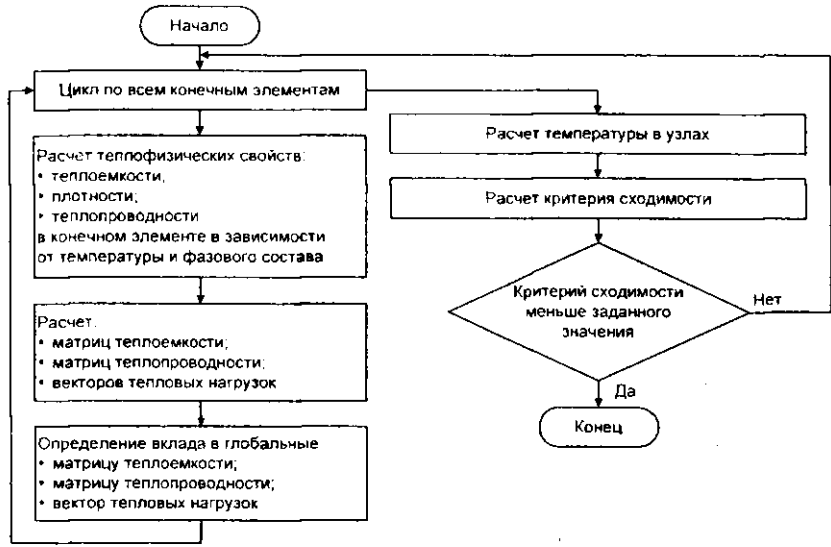 Начало
Цикл по всем конечным элементам
Расчет теплофизических свойств:
• теплоемкости;
• плотности;
• теплопроводности
в конечном элементе в зависимости
от температуры и фазового состава
Расчет:
• матриц теплоемкости;
• матриц теплопроводности;
• векторов тепловых нагрузок
Определение вклада в глобальные
• матрицу теплоемкости;
• матрицу теплопроводности;
• вектор тепловых нагрузок
Расчет температуры в узлах
Расчет критерия сходимости
Критерий сходимости
меньше заданного
значения
Нет
Да
Конец